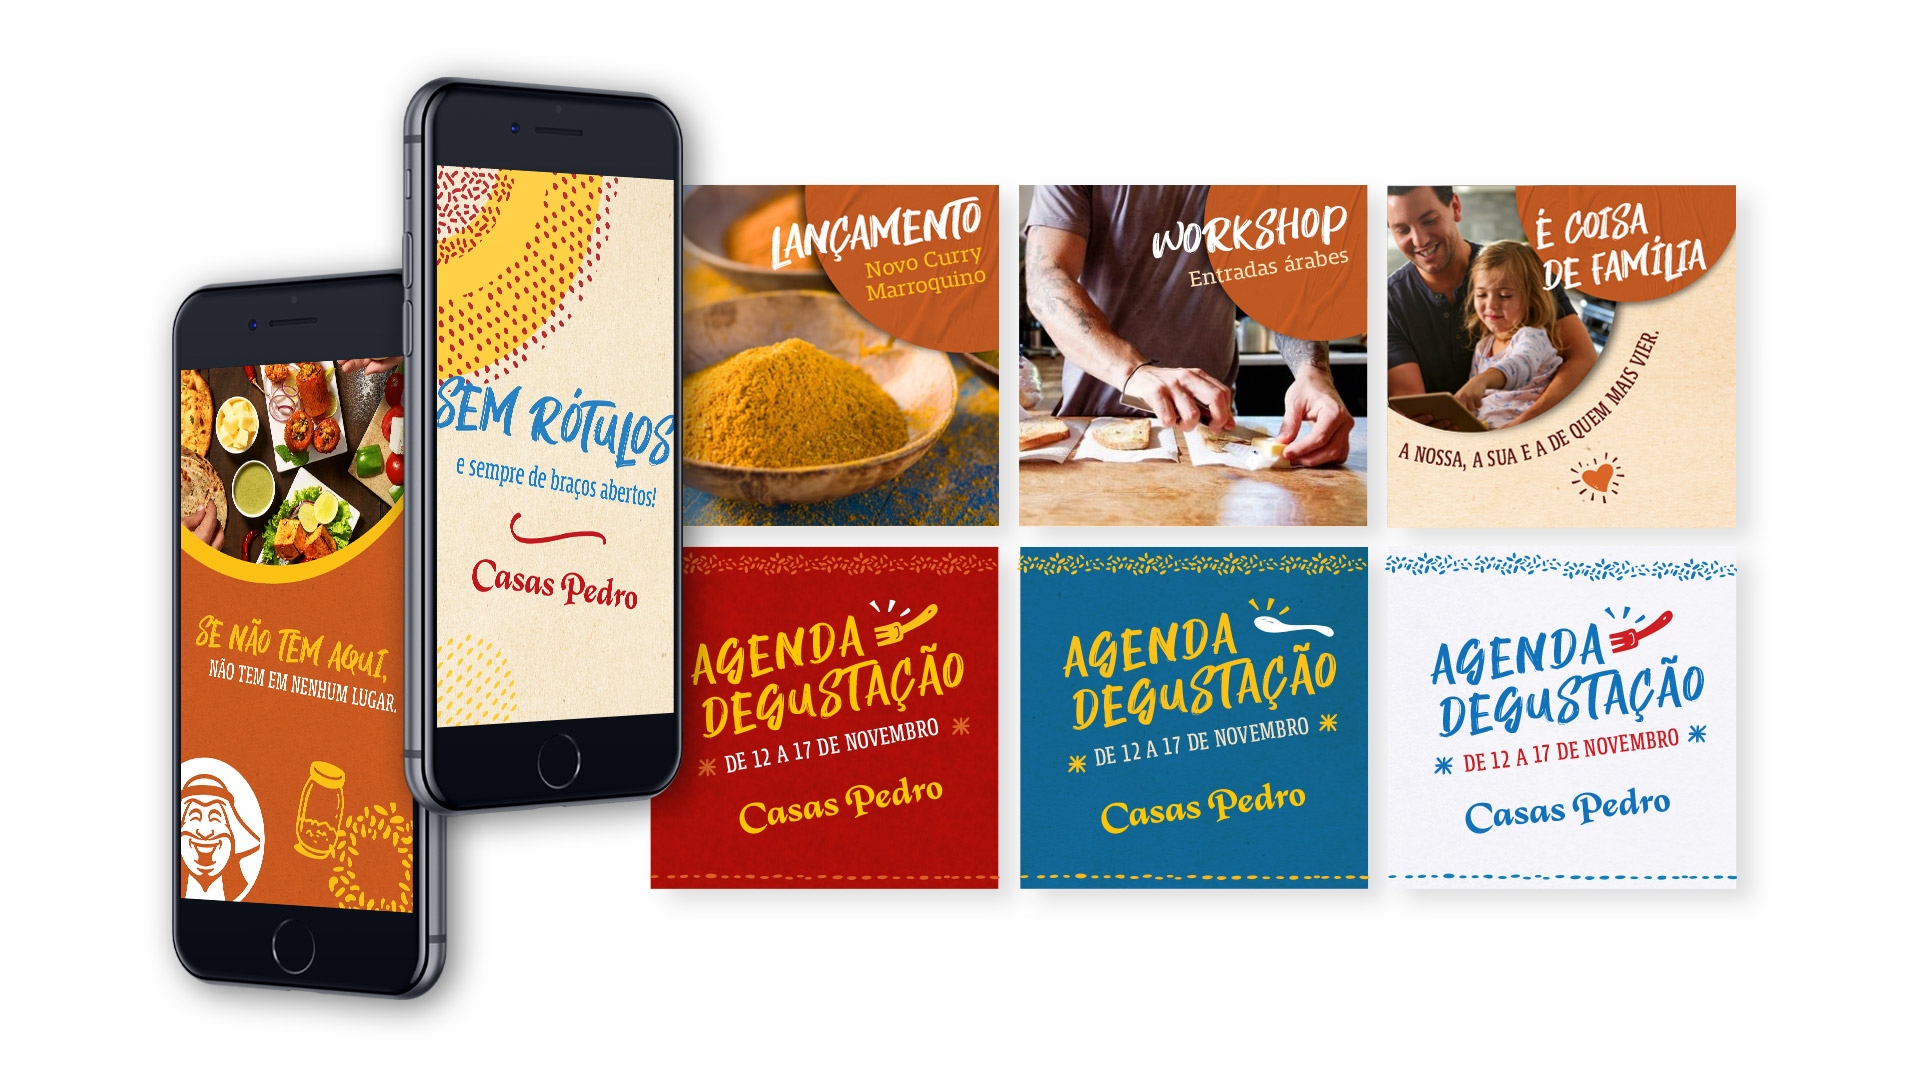 SE NÃO TEM AQUI,
NÃO TEM EM NENHUM LUGAR.
SEM RÓTULOS
e sempre de braços abertos!
Casas Pedro
LANÇAMENTO
Novo Curry
Marroquino
WORKSHOP
Entradas árabes
É COISA
DE FAMÍLIA
A NOSSA, A SUA E A DE QUEM MAIS VIER.
AGENDA
DEGUSTAÇÃO
DE 12 A 17 DE NOVEMBRO
Casas Pedro
AGENDA
DEGUSTAÇÃO
DE 12 A 17 DE NOVEMBRO
Casas Pedro
AGENDA
DEGUSTAÇÃO
DE 12 A 17 DE NOVEMBRO
Casas Pedro